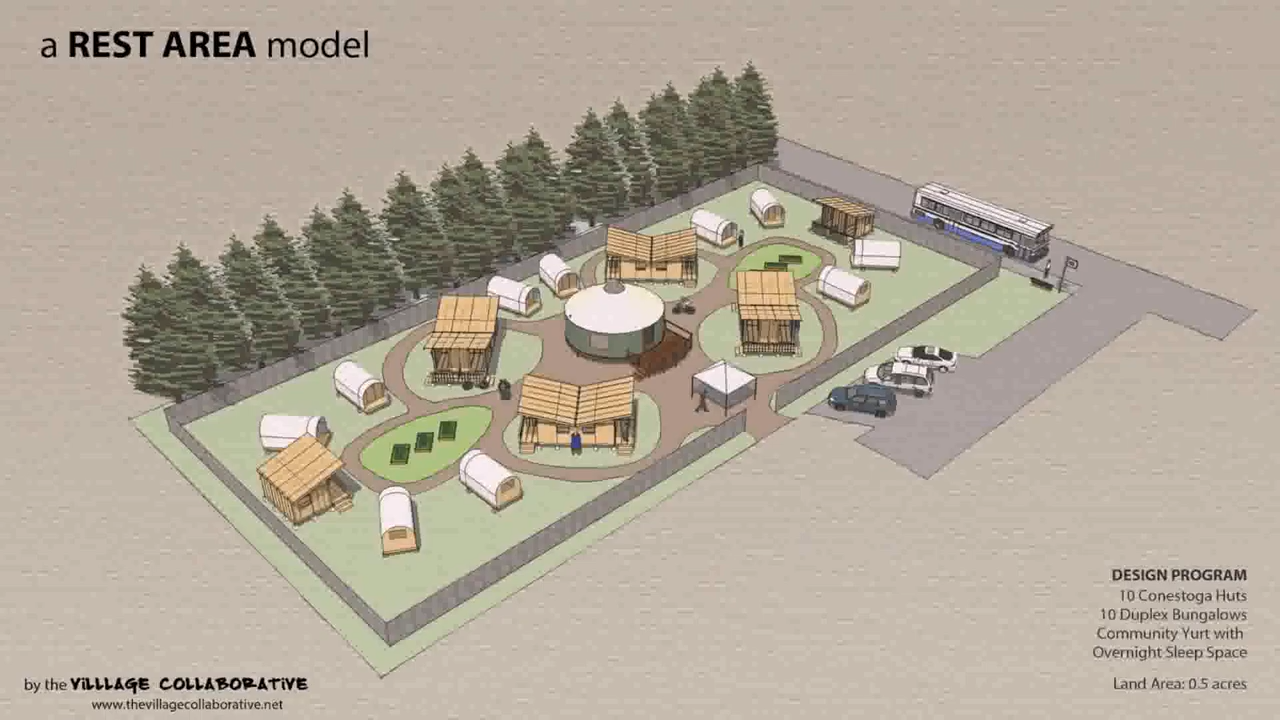 a REST AREA model
DESIGN PROGRAM
10 Conestoga Huts
10 Duplex Bungalows
Community Yurt with
Overnight Sleep Space
Land Area: 0.5 acres
by the VILLLAGE COLLABORATIVE
www.thevillagecollaborative.net